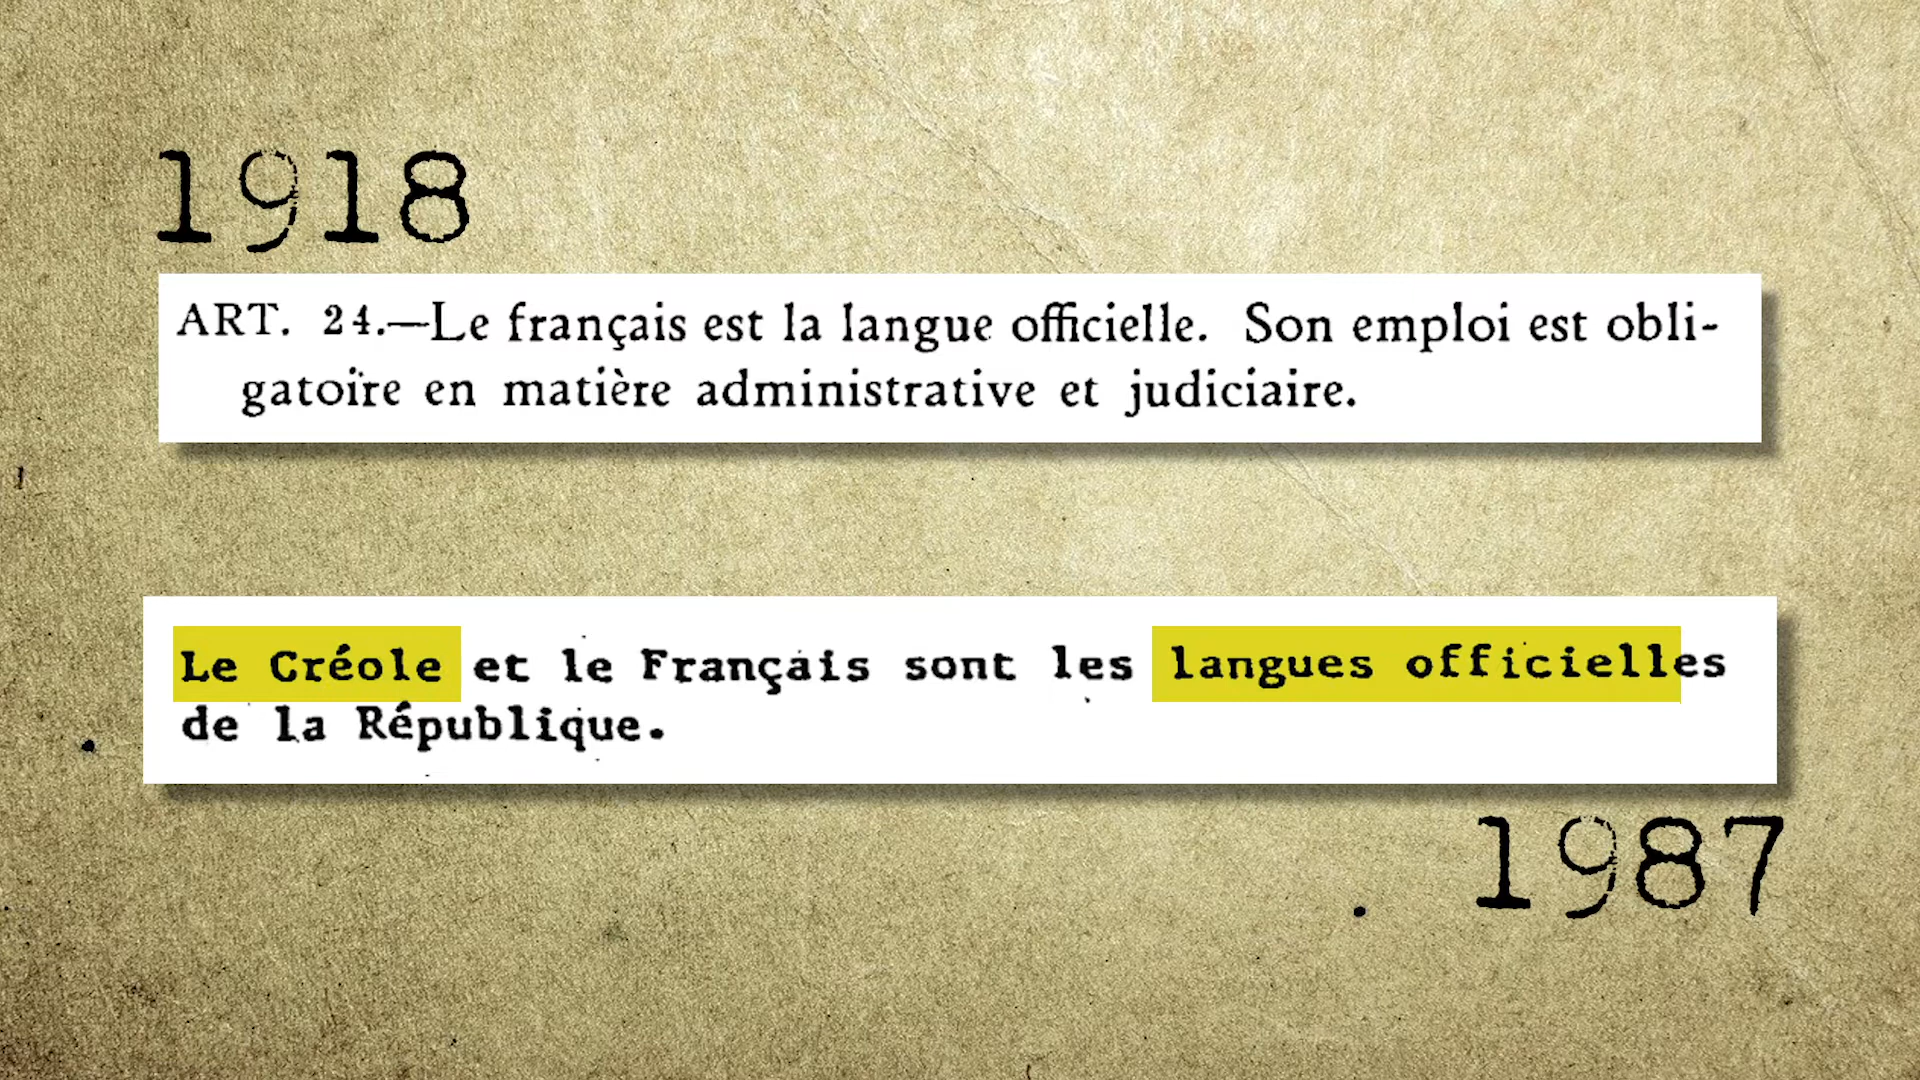 1918
ART. 24.—Le français est la langue officielle. Son emploi est obli-
gatoire en matière administrative et judiciaire.
Le Créole et le Français sont les langues officielles
de la République.
1987